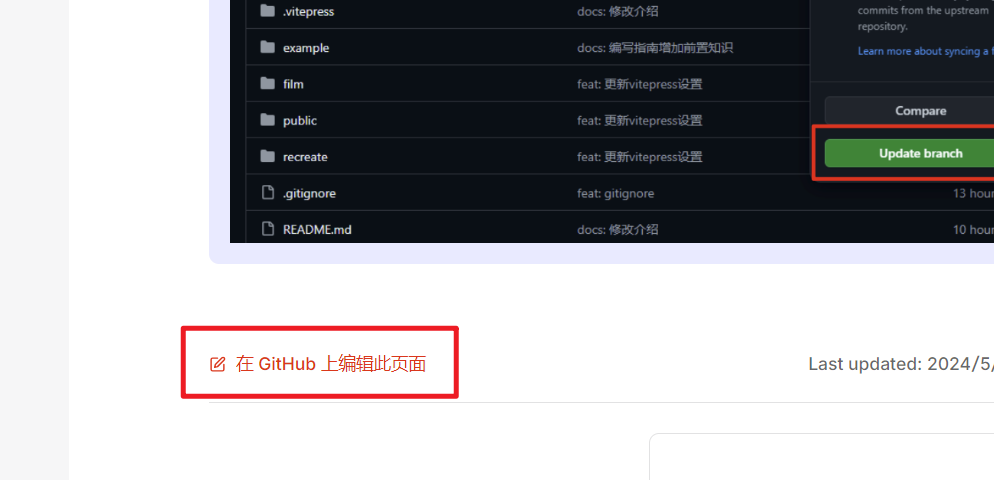 .vitepress docs: 修改介绍
commits from the upstream
repository.
example docs: 编写指南增加前置知识
Learn more about syncing a
film feat: 更新vitepress设置
public feat: 更新vitepress设置
Compare
recreate feat: 更新vitepress设置
Update branch
.gitignore feat: gitignore 13 hour
README.md docs: 修改介绍 10 hour
在 GitHub 上编辑此页面
Last updated: 2024/5/